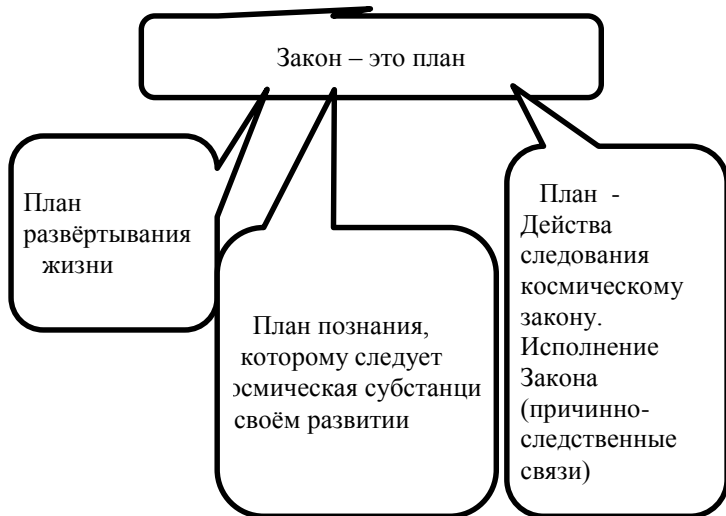 Закон – это план
План
развёртывания
жизни
План познания,
которому следует
осмическая субстанци
своём развитии
План -
Действа
следования
космическому
закону.
Исполнение
Закона
(причинно-
следственные
связи)